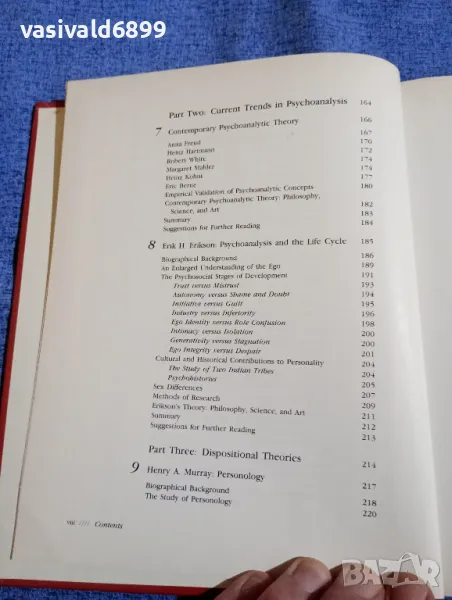 vasivald6899
Part Two: Current Trends in Psychoanalysis 164
7 Contemporary Psychoanalytic Theory 166
Anna Freud 167
Heinz Hartmann 170
Robert White 172
Margaret Mahler 174
Heinz Kohut 174
Eric Berne 177
Empirical Validation of Psychoanalytic Concepts 180
Contemporary Psychoanalytic Theory: Philosophy,
Science, and Art 182
Summary 183
Suggestions for Further Reading 184
8 Erik H. Erikson: Psychoanalysis and the Life Cycle 185
Biographical Background 186
An Enlarged Understanding of the Ego 189
The Psychosocial Stages of Development 191
Trust versus Mistrust 193
Autonomy versus Shame and Doubt 194
Initiative versus Guilt 195
Industry versus Inferiority 196
Ego Identity versus Role Confusion 198
Intimacy versus Isolation 200
Generativity versus Stagnation 200
Ego Integrity versus Despair 201
Cultural and Historical Contributions to Personality 204
The Study of Two Indian Tribes 204
Psychohistories 205
Sex Differences 207
Methods of Research 209
Erikson's Theory: Philosophy, Science, and Art 211
Summary 212
Suggestions for Further Reading 213
Part Three: Dispositional Theories 214
9 Henry A. Murray: Personology 217
Biographical Background 218
The Study of Personology 220
Contents
BAZAR.bg